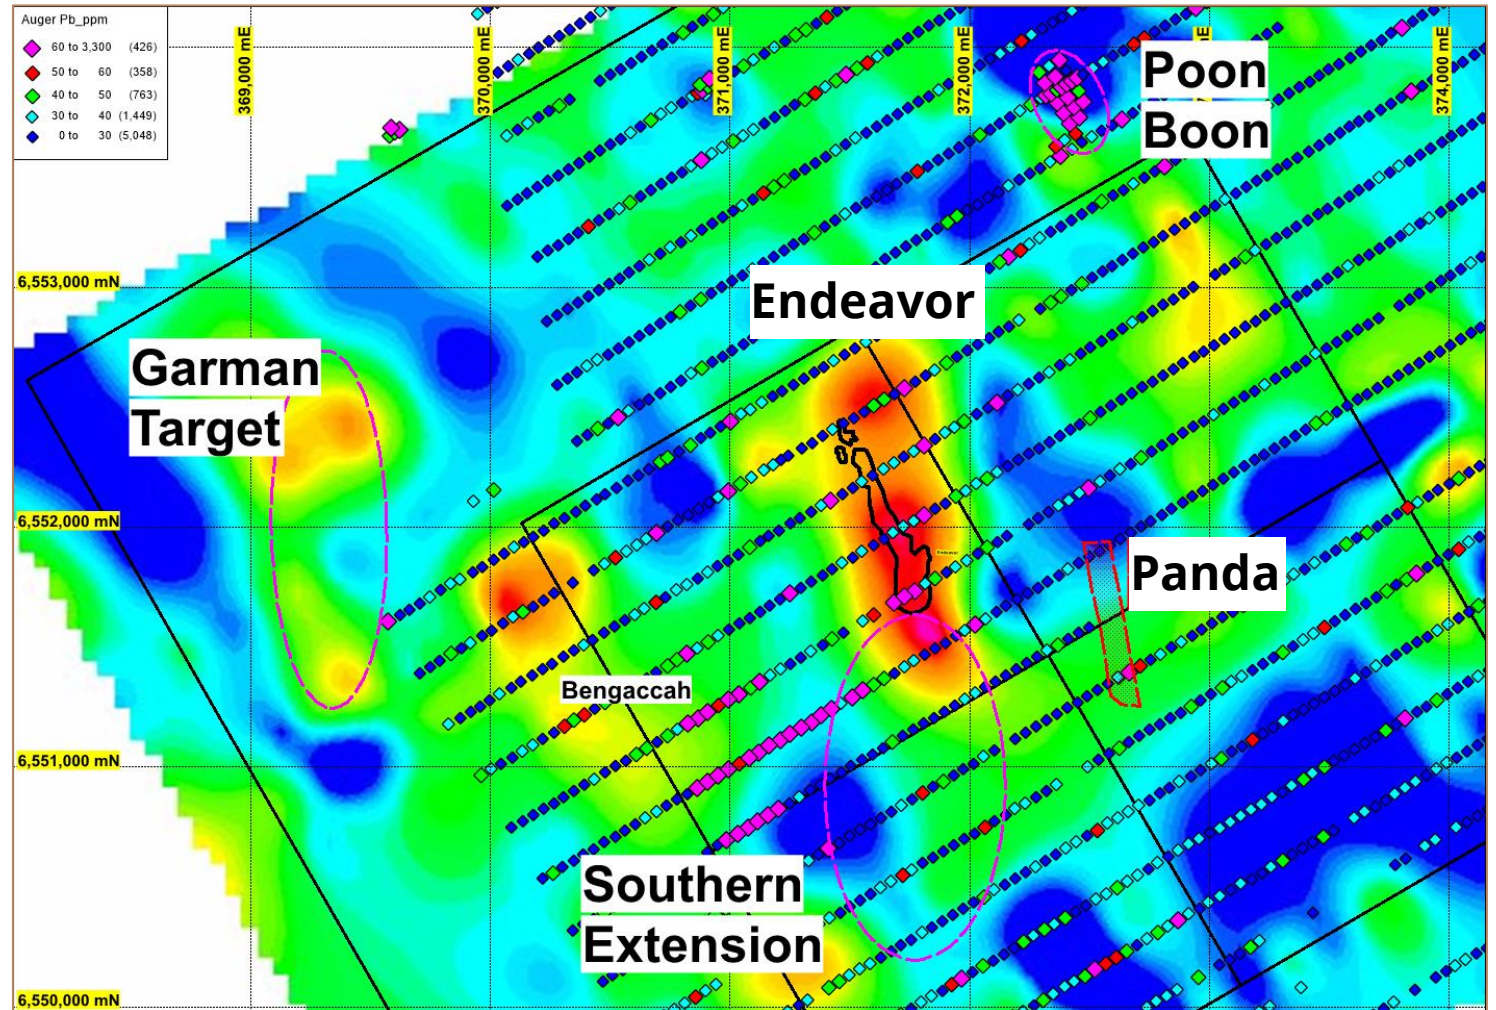 Auger Pb_ppm
60 to 3,300 (426)
50 to 60 (358)
40 to 50 (763)
30 to 40 (1,449)
0 to 30 (5,048)
369,000 mE
370,000 mE
371,000 mE
372,000 mE
374,000 mE
Poon
Boon
6,553,000 mN
Endeavor
Garman
Target
6,552,000 mN
Endeavor
Panda
Bengaccah
6,551,000 mN
Southern
Extension
6,550,000 mN